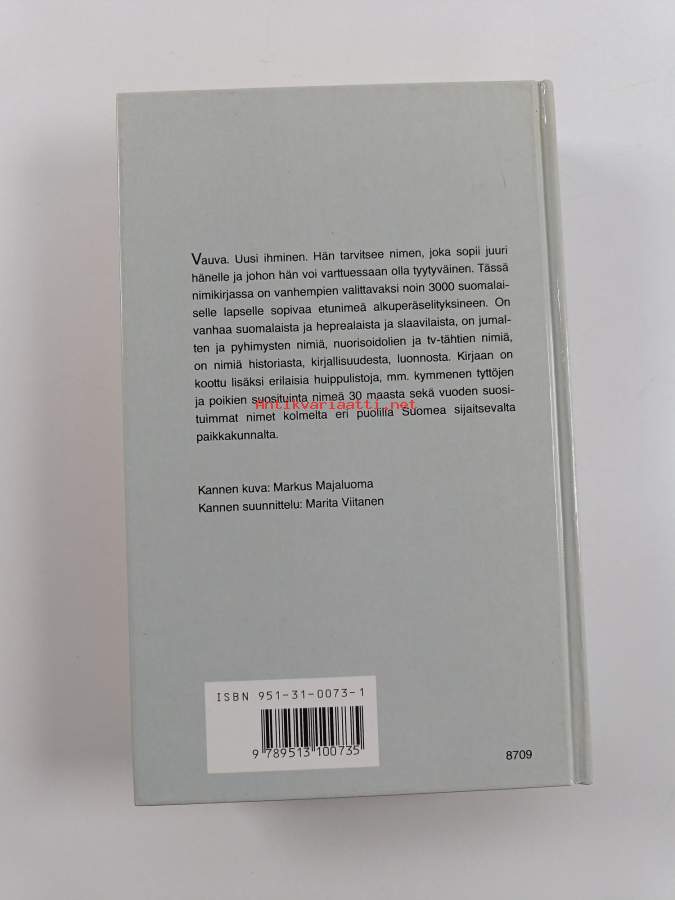 Vauva. Uusi ihminen. Hän tarvitsee nimen, joka sopii juuri
hänelle ja johon hän voi varttuessaan olla tyytyväinen. Tässä
nimikirjassa on vanhempien valittavaksi noin 3000 suomalai-
selle lapselle sopivaa etunimeä alkuperäselityksineen. On
vanhaa suomalaista ja heprealaista ja slaavilaista, on jumal-
ten ja pyhimysten nimiä, nuorisoidolien ja tv-tähtien nimiä,
on nimiä historiasta, kirjallisuudesta, luonnosta. Kirjaan on
koottu lisäksi erilaisia huippulistoja, mm. kymmenen tyttöjen
ja poikien suosituinta nimeä 30 maasta sekä vuoden suosi-
Antikvariaatti.net
tuimmat nimet kolmelta eri puolilla Suomea sijaitsevalta
paikkakunnalta.
Kannen kuva: Markus Majaluoma
Kannen suunnittelu: Marita Viitanen
ISBN 951-31-0073-1
9 789513 100735
8709